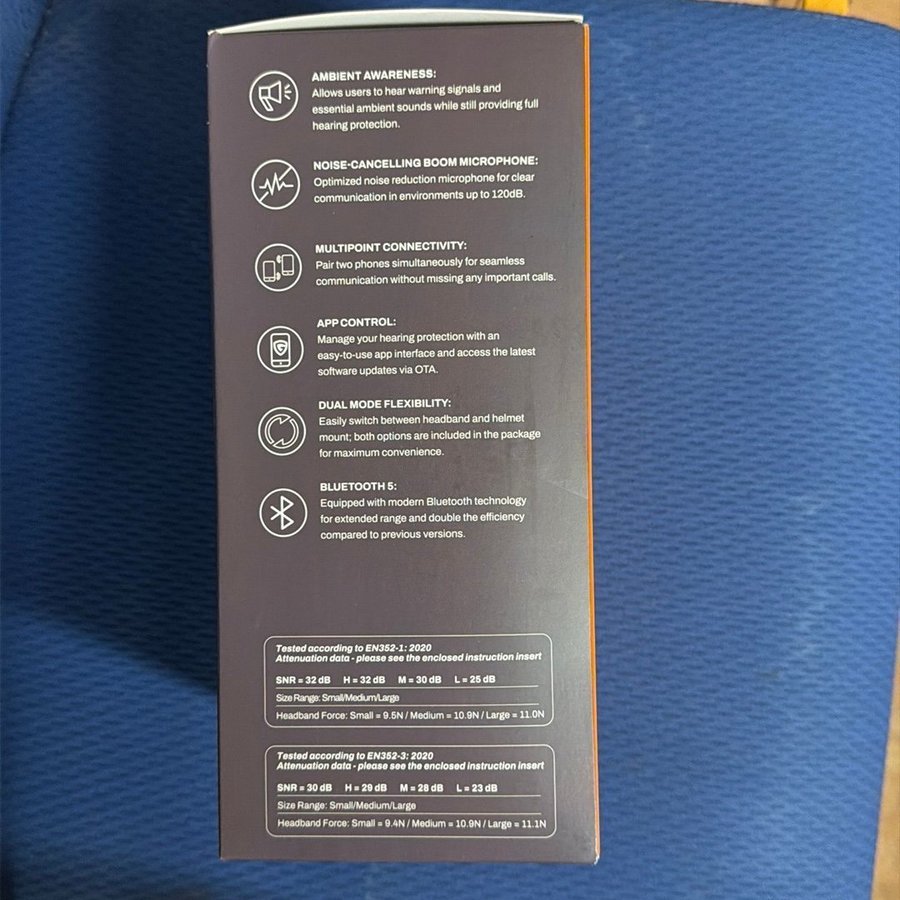 AMBIENT AWARENESS:
Allows users to hear warning signals and
essential ambient sounds while still providing full
hearing protection.
NOISE-CANCELLING BOOM MICROPHONE:
Optimized noise reduction microphone for clear
communication in environments up to 120dB.
MULTIPOINT CONNECTIVITY:
Pair two phones simultaneously for seamless
communication without missing any important calls.
APP CONTROL:
Manage your hearing protection with an
easy-to-use app interface and access the latest
software updates via OTA.
DUAL MODE FLEXIBILITY:
Easily switch between headband and helmet
mount; both options are included in the package
for maximum convenience.
BLUETOOTH 5:
Equipped with modern Bluetooth technology
for extended range and double the efficiency
compared to previous versions.
Tested according to EN352-1: 2020
Attenuation data - please see the enclosed instruction insert
SNR = 32 dB H = 32 dB M = 30 dB L = 25 dB
Size Range: Small/Medium/Large
Headband Force: Small = 9.5N / Medium = 10.9N / Large = 11.0N
Tested according to EN352-3: 2020
Attenuation data - please see the enclosed instruction insert
SNR = 30 dB H = 29 dB M = 28 dB L = 23 dB
Size Range: Small/Medium/Large
Headband Force: Small = 9.4N / Medium = 10.9N / Large = 11.1N